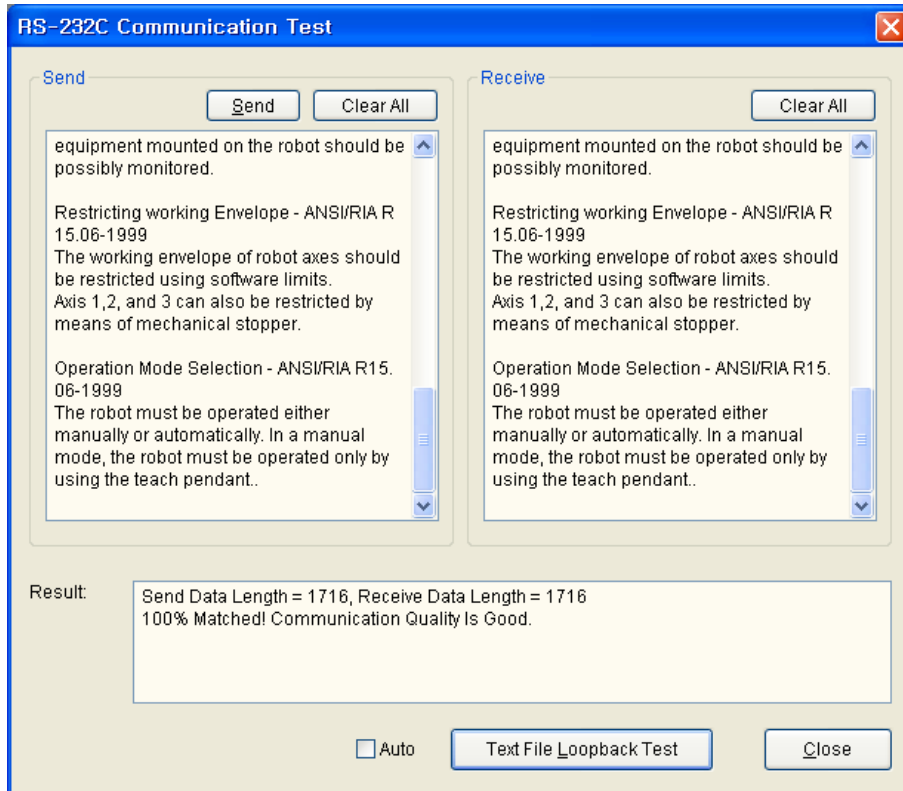 RS-232C Communication Test
Send
Send
Clear All
equipment mounted on the robot should be
possibly monitored.
Restricting working Envelope - ANSI/RIA R
15.06-1999
The working envelope of robot axes should
be restricted using software limits.
Axis 1,2, and 3 can also be restricted by
means of mechanical stopper.
Operation Mode Selection - ANSI/RIA R15.
06-1999
The robot must be operated either
manually or automatically. In a manual
mode, the robot must be operated only by
using the teach pendant..
Receive
Clear All
equipment mounted on the robot should be
possibly monitored.
Restricting working Envelope - ANSI/RIA R
15.06-1999
The working envelope of robot axes should
be restricted using software limits.
Axis 1,2, and 3 can also be restricted by
means of mechanical stopper.
Operation Mode Selection - ANSI/RIA R15.
06-1999
The robot must be operated either
manually or automatically. In a manual
mode, the robot must be operated only by
using the teach pendant..
Result:
Send Data Length = 1716, Receive Data Length = 1716
100% Matched! Communication Quality Is Good.
Auto
Text File Loopback Test
Close